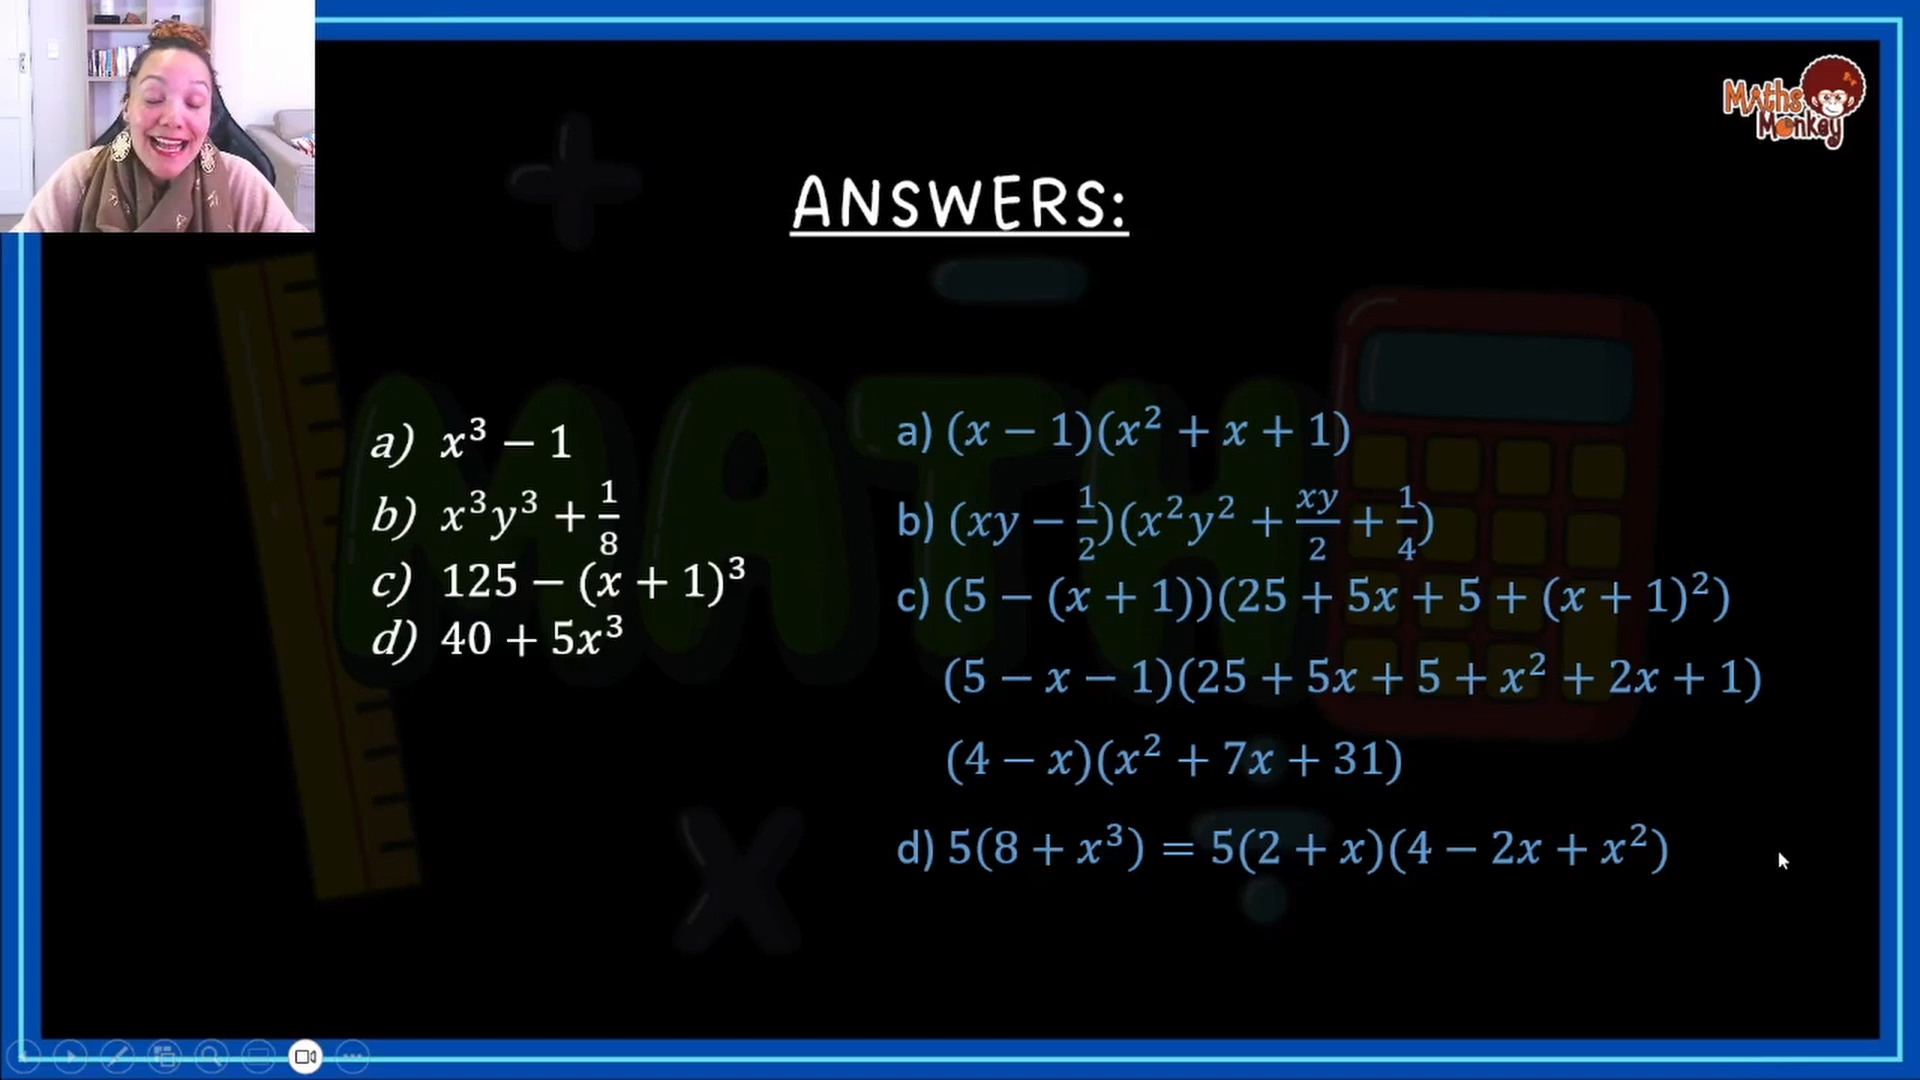 Maths
Monkey
ANSWERS:
a) x³ − 1
b) x³y³ + 1/8
c) 125 − (x + 1)³
d) 40 + 5x³
a) (x − 1)(x² + x + 1)
b) (xy − 1/2)(x²y² + xy/2 + 1/4)
c) (5 − (x + 1))(25 + 5x + 5 + (x + 1)²)
(5 − x − 1)(25 + 5x + 5 + x² + 2x + 1)
(4 − x)(x² + 7x + 31)
d) 5(8 + x³) = 5(2 + x)(4 − 2x + x²)
MATH